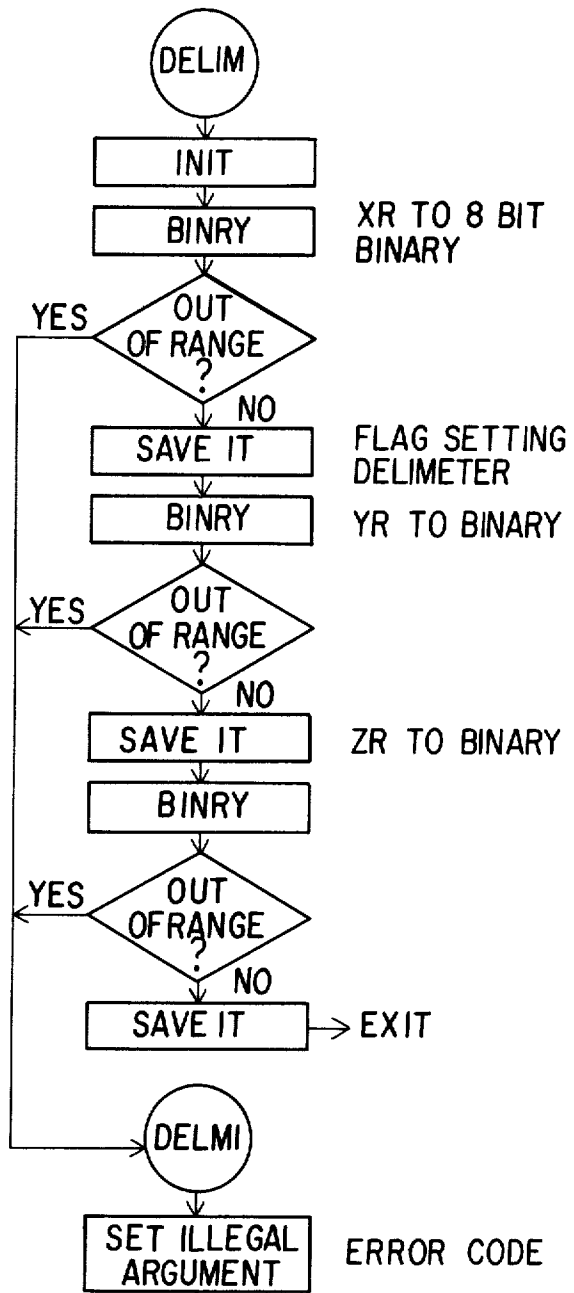 DELIM
INIT
BINRY
XR TO 8 BIT
BINARY
OUT
OF RANGE
?
YES
NO
SAVE IT
FLAG SETTING
DELIMETER
BINRY
YR TO BINARY
OUT
OF RANGE
?
YES
NO
SAVE IT
ZR TO BINARY
BINRY
OUT
OF RANGE
?
YES
NO
SAVE IT
EXIT
DELMI
SET ILLEGAL
ARGUMENT
ERROR CODE